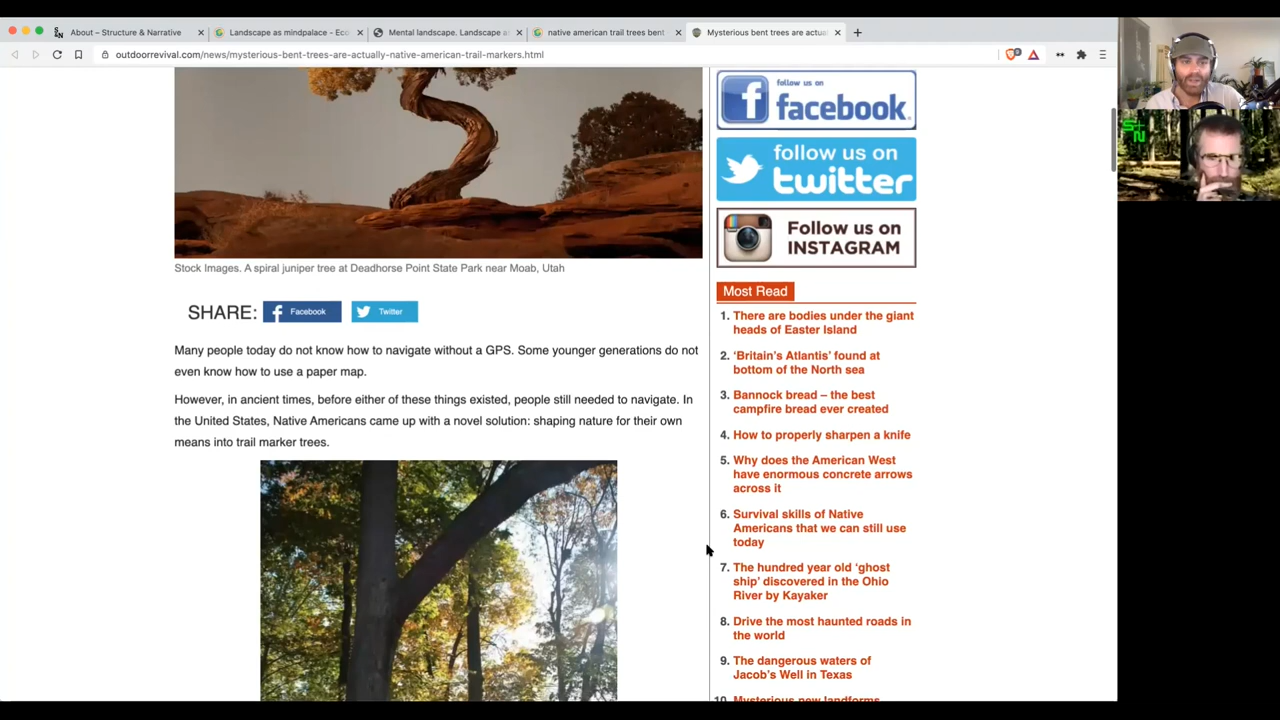 About – Structure & Narrative
Landscape as mindpalace - Eco
Mental landscape. Landscape as
native american trail trees bent
Mysterious bent trees are actual
outdoorrevival.com/news/mysterious-bent-trees-are-actually-native-american-trail-markers.html
Stock Images. A spiral juniper tree at Deadhorse Point State Park near Moab, Utah
SHARE:
Facebook
Twitter
Many people today do not know how to navigate without a GPS. Some younger generations do not
even know how to use a paper map.
However, in ancient times, before either of these things existed, people still needed to navigate. In
the United States, Native Americans came up with a novel solution: shaping nature for their own
means into trail marker trees.
follow us on
facebook
follow us on
twitter
Follow us on
INSTAGRAM
Most Read
1. There are bodies under the giant
heads of Easter Island
2. ‘Britain’s Atlantis’ found at
bottom of the North sea
3. Bannock bread – the best
campfire bread ever created
4. How to properly sharpen a knife
5. Why does the American West
have enormous concrete arrows
across it
6. Survival skills of Native
Americans that we can still use
today
7. The hundred year old ‘ghost
ship’ discovered in the Ohio
River by Kayaker
8. Drive the most haunted roads in
the world
9. The dangerous waters of
Jacob’s Well in Texas
10. Mysterious new landforms
S+N